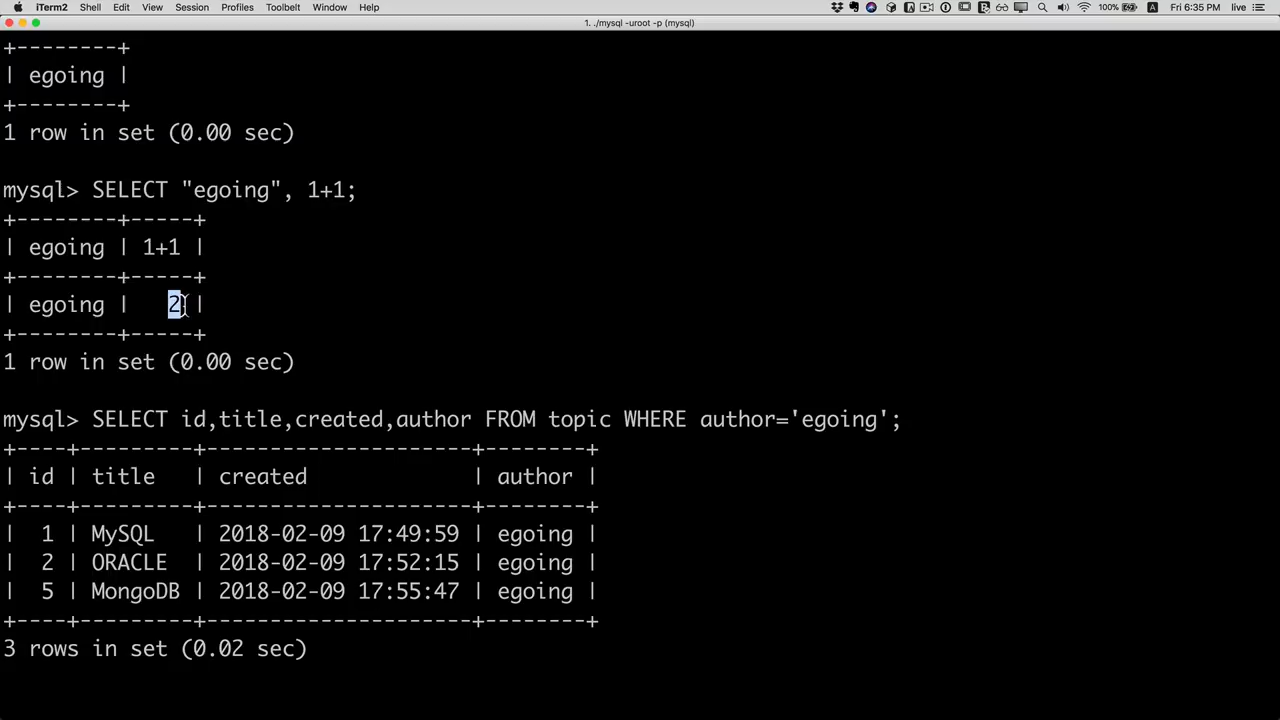 iTerm2 Shell Edit View Session Profiles Toolbelt Window Help 100% A Fri 6:35 PM live
1. ./mysql -uroot -p (mysql)
+--------+
| egoing |
+--------+
1 row in set (0.00 sec)
mysql> SELECT "egoing", 1+1;
+--------+-----+
| egoing | 1+1 |
+--------+-----+
| egoing |   2 |
+--------+-----+
1 row in set (0.00 sec)
mysql> SELECT id,title,created,author FROM topic WHERE author='egoing';
+----+---------+---------------------+--------+
| id | title   | created             | author |
+----+---------+---------------------+--------+
|  1 | MySQL   | 2018-02-09 17:49:59 | egoing |
|  2 | ORACLE  | 2018-02-09 17:52:15 | egoing |
|  5 | MongoDB | 2018-02-09 17:55:47 | egoing |
+----+---------+---------------------+--------+
3 rows in set (0.02 sec)